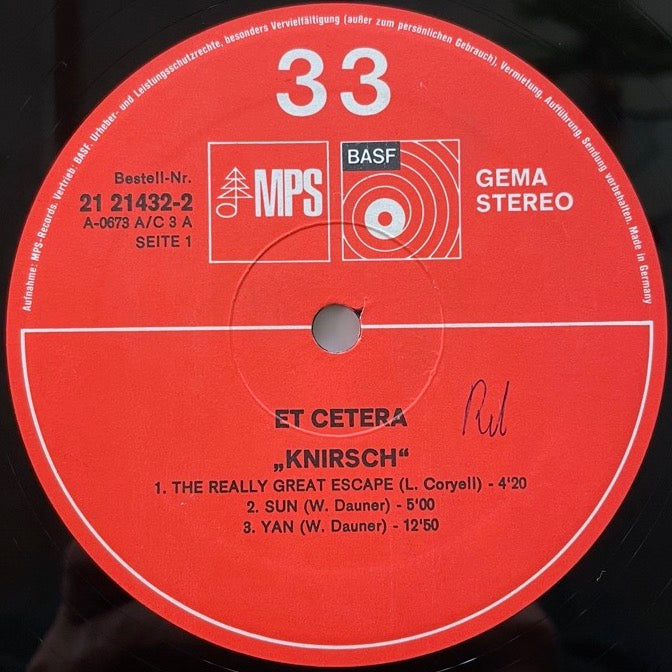 Aufnahme: MPS-Records. Vertrieb: BASF. Urheber- und Leistungsschutzrechte, besonders Vervielfältigung (außer zum persönlichen Gebrauch), Vermietung, Aufführung, Sendung vorbehalten. Made in Germany
33
Bestell-Nr.
21 21432-2
A-0673 A/C 3 A
SEITE 1
MPS
BASF
GEMA
STEREO
ET CETERA
„KNIRSCH“
1. THE REALLY GREAT ESCAPE (L. Coryell) - 4'20
2. SUN (W. Dauner) - 5'00
3. YAN (W. Dauner) - 12'50